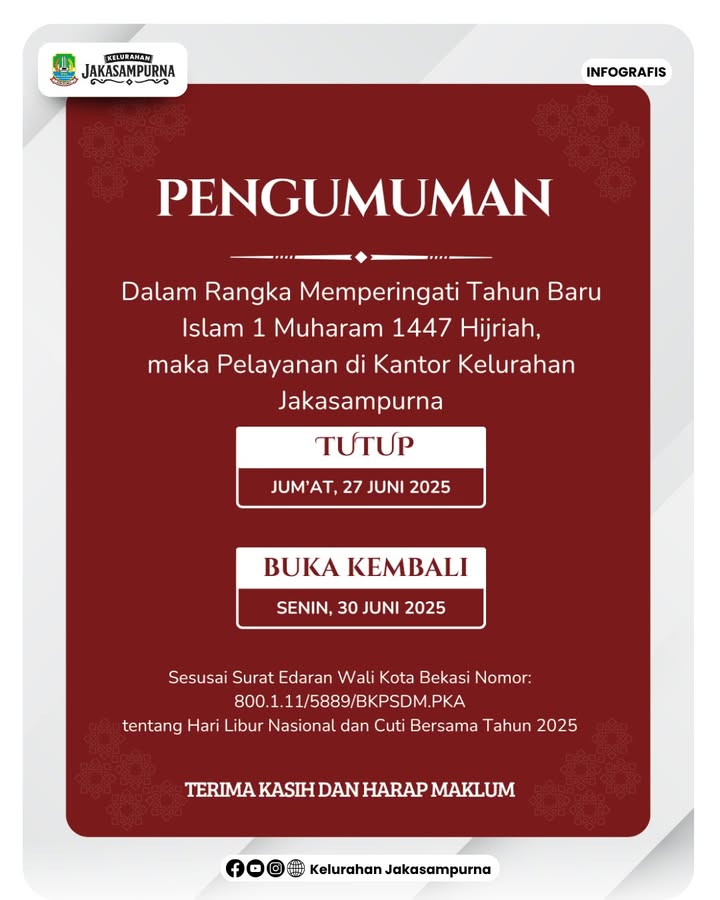 KELURAHAN
JAKASAMPURNA
INFOGRAFIS
PENGUMUMAN
Dalam Rangka Memperingati Tahun Baru
Islam 1 Muharam 1447 Hijriah,
maka Pelayanan di Kantor Kelurahan
Jakasampurna
TUTUP
JUM'AT, 27 JUNI 2025
BUKA KEMBALI
SENIN, 30 JUNI 2025
Sesusai Surat Edaran Wali Kota Bekasi Nomor:
800.1.11/5889/BKPSDM.PKA
tentang Hari Libur Nasional dan Cuti Bersama Tahun 2025
TERIMA KASIH DAN HARAP MAKLUM
Kelurahan Jakasampurna